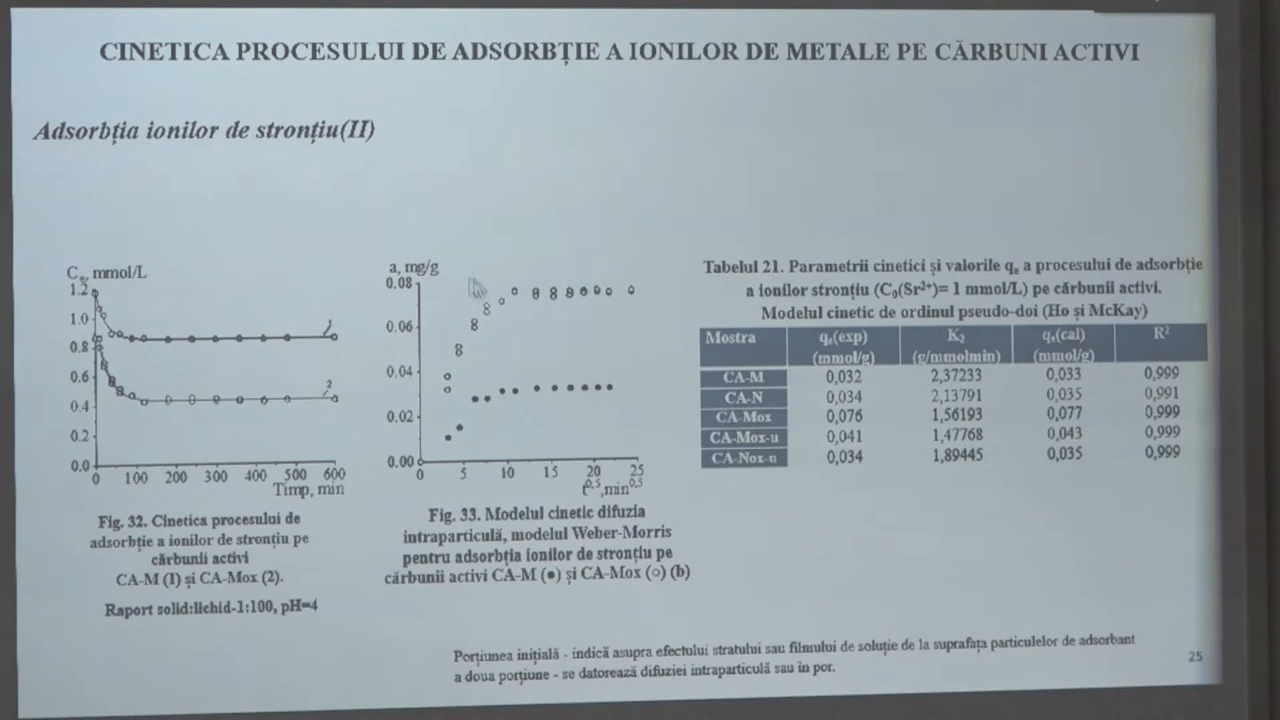 CINETICA PROCESULUI DE ADSORBȚIE A IONILOR DE METALE PE CĂRBUNI ACTIVI
Adsorbția ionilor de stronțiu(II)
Cₑ, mmol/L
1.2
1.0
0.8
0.6
0.4
0.2
0.0
1
2
0 100 200 300 400 500 600
Timp, min
Fig. 32. Cinetica procesului de
adsorbție a ionilor de stronțiu pe
cărbunii activi
CA-M (1) și CA-Mox (2).
Raport solid:lichid-1:100, pH=4
a, mg/g
0.08
0.06
0.04
0.02
0.00
0 5 10 15 20 25
t⁰·⁵,min⁰·⁵
Fig. 33. Modelul cinetic difuzia
intraparticulă, modelul Weber-Morris
pentru adsorbția ionilor de stronțiu pe
cărbunii activi CA-M (●) și CA-Mox (○) (b)
Tabelul 21. Parametrii cinetici și valorile qₑ a procesului de adsorbție
a ionilor stronțiu (C₀(Sr²⁺)= 1 mmol/L) pe cărbunii activi.
Modelul cinetic de ordinul pseudo-doi (Ho și McKay)
Mostra qₑ(exp) (mmol/g) K₂ (g/mmolmin) qₑ(cal) (mmol/g) R²
CA-M 0,032 2,37233 0,033 0,999
CA-N 0,034 2,13791 0,035 0,991
CA-Mox 0,076 1,56193 0,077 0,999
CA-Mox-u 0,041 1,47768 0,043 0,999
CA-Nox-u 0,034 1,89445 0,035 0,999
Porțiunea inițială - indică asupra efectului stratului sau filmului de soluție de la suprafața particulelor de adsorbant
a doua porțiune - se datorează difuziei intraparticulă sau în por.
25